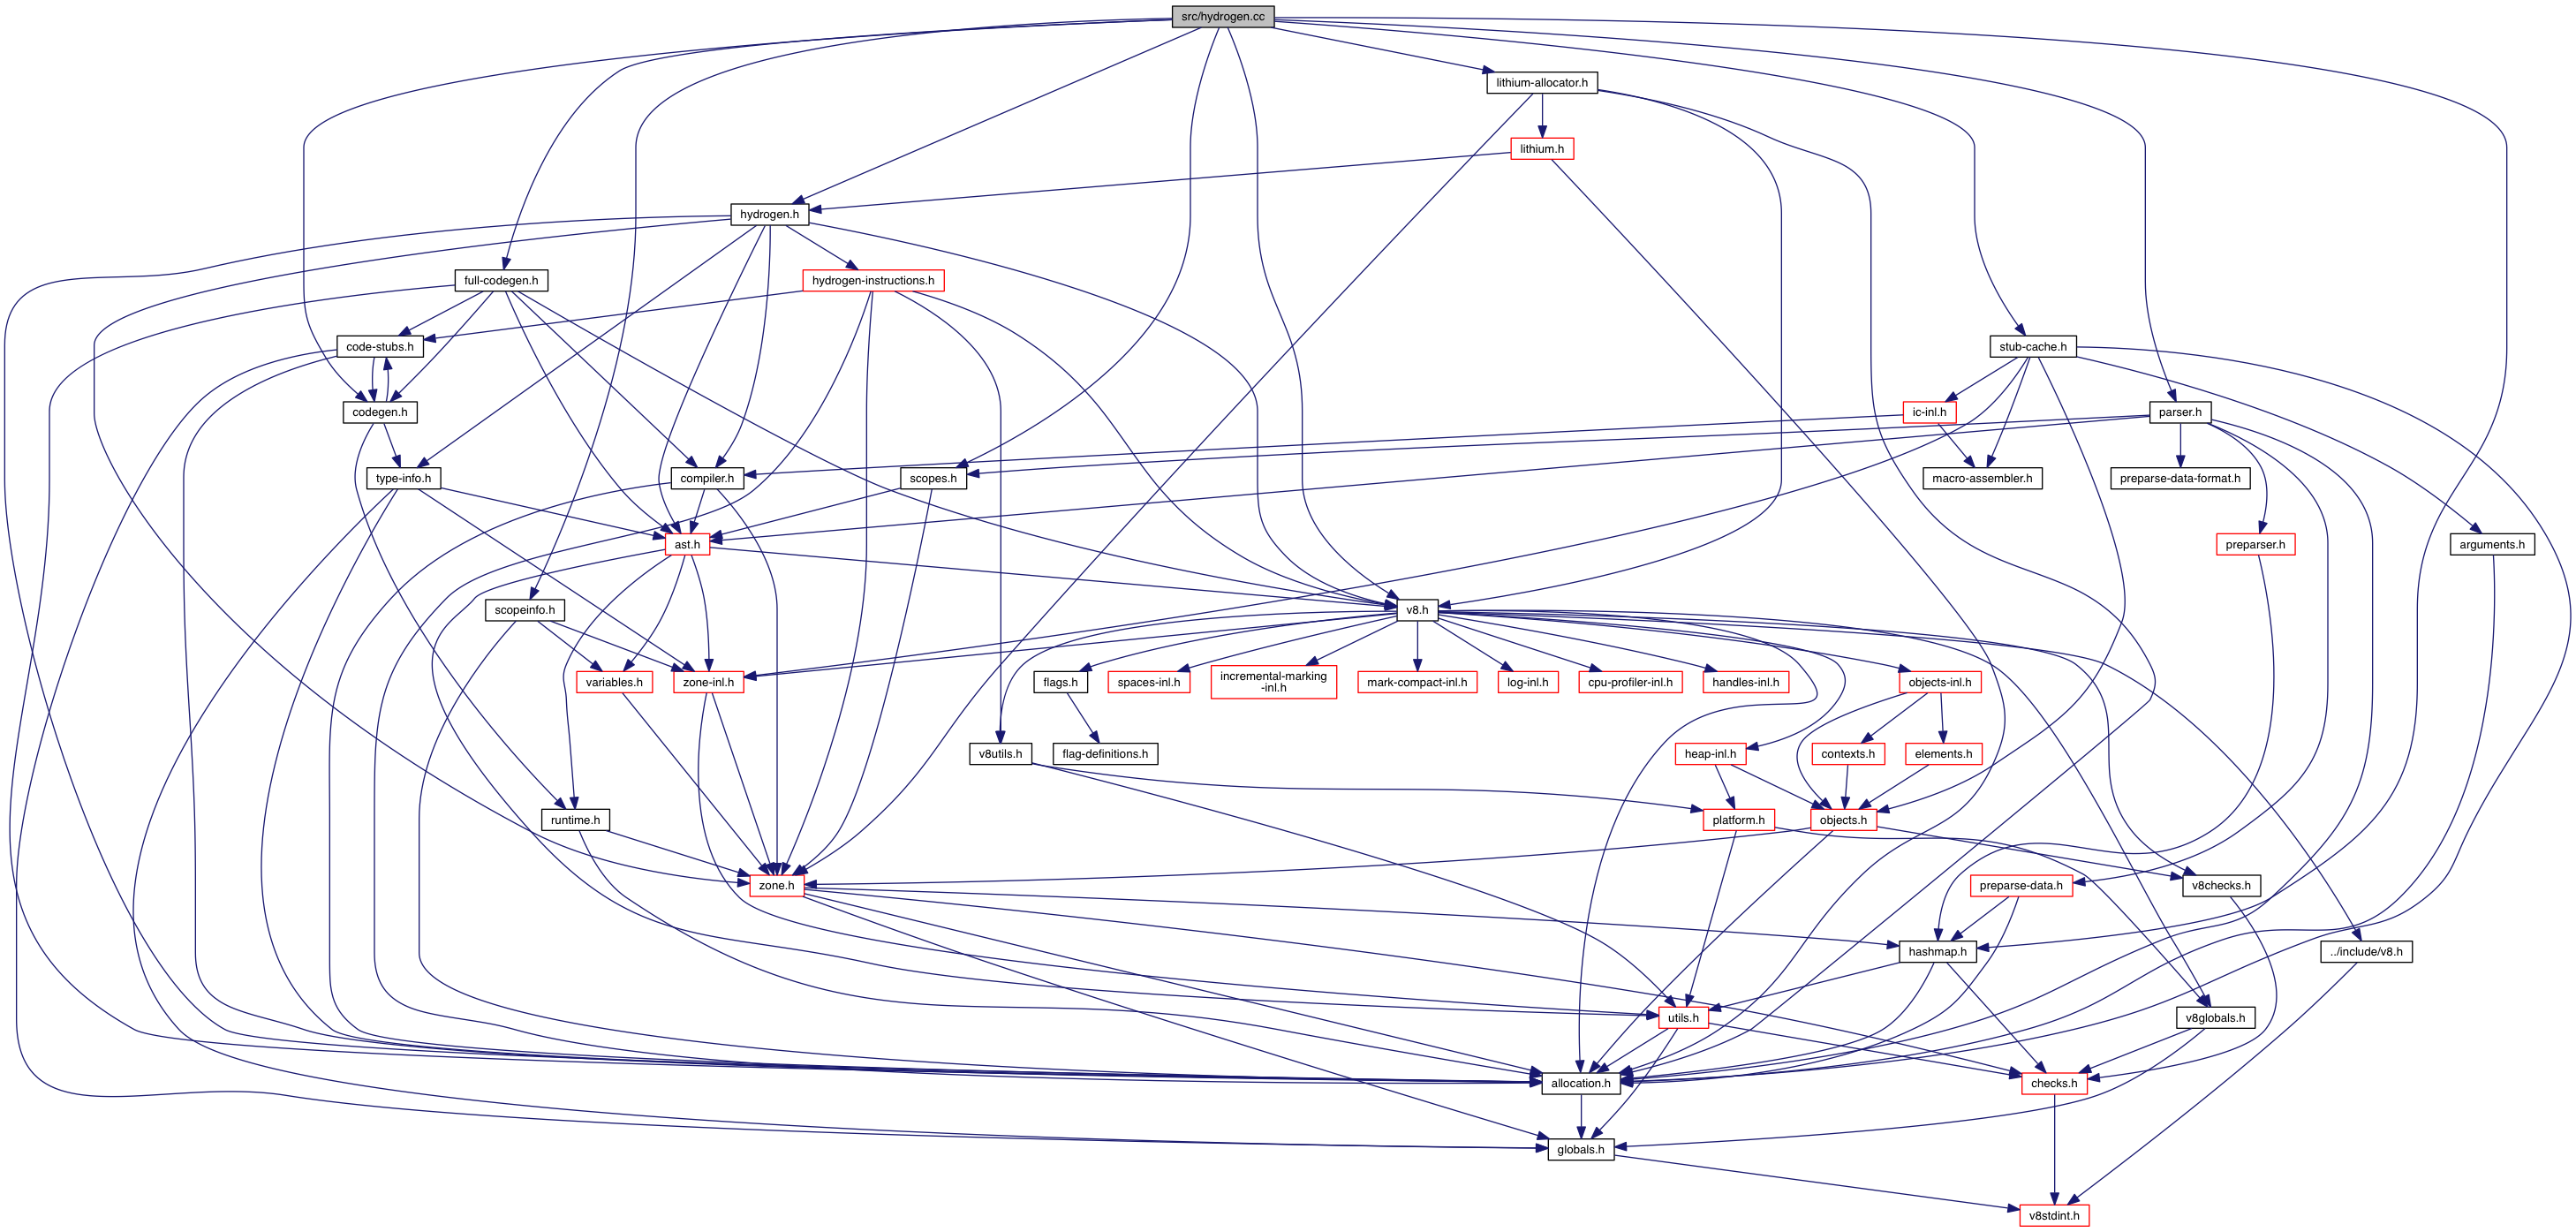 src/hydrogen.cc
lithium-allocator.h
lithium.h
hydrogen.h
full-codegen.h
hydrogen-instructions.h
code-stubs.h
stub-cache.h
codegen.h
ic-inl.h
parser.h
type-info.h
compiler.h
scopes.h
macro-assembler.h
preparse-data-format.h
ast.h
preparser.h
arguments.h
scopeinfo.h
v8.h
variables.h
zone-inl.h
flags.h
spaces-inl.h
incremental-marking
-inl.h
mark-compact-inl.h
log-inl.h
cpu-profiler-inl.h
handles-inl.h
objects-inl.h
v8utils.h
flag-definitions.h
heap-inl.h
contexts.h
elements.h
runtime.h
platform.h
objects.h
zone.h
preparse-data.h
v8checks.h
hashmap.h
../include/v8.h
utils.h
v8globals.h
allocation.h
checks.h
globals.h
v8stdint.h